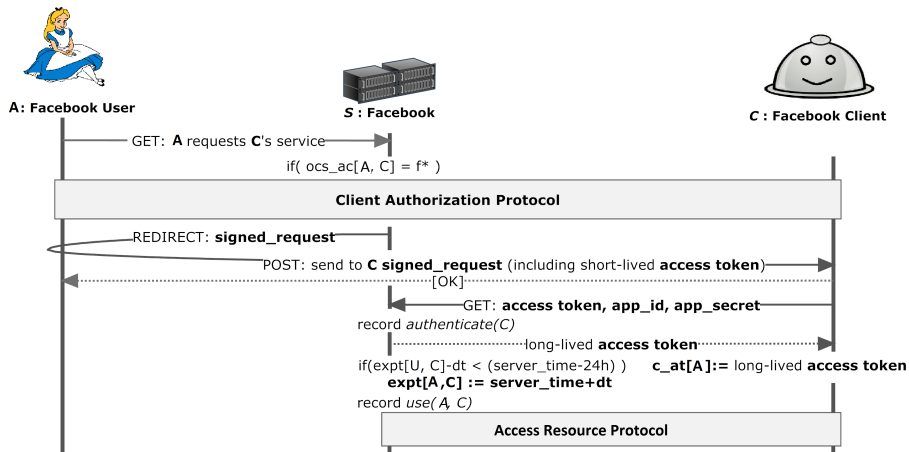 A: Facebook User
S : Facebook
C : Facebook Client
GET: A requests C's service
if( ocs_ac[A, C] = f* )
Client Authorization Protocol
REDIRECT: signed_request
POST: send to C signed_request (including short-lived access token)
[OK]
GET: access token, app_id, app_secret
record authenticate(C)
long-lived access token
if(expt[U, C]-dt < (server_time-24h) )
c_at[A]:= long-lived access token
expt[A,C] := server_time+dt
record use( A, C)
Access Resource Protocol